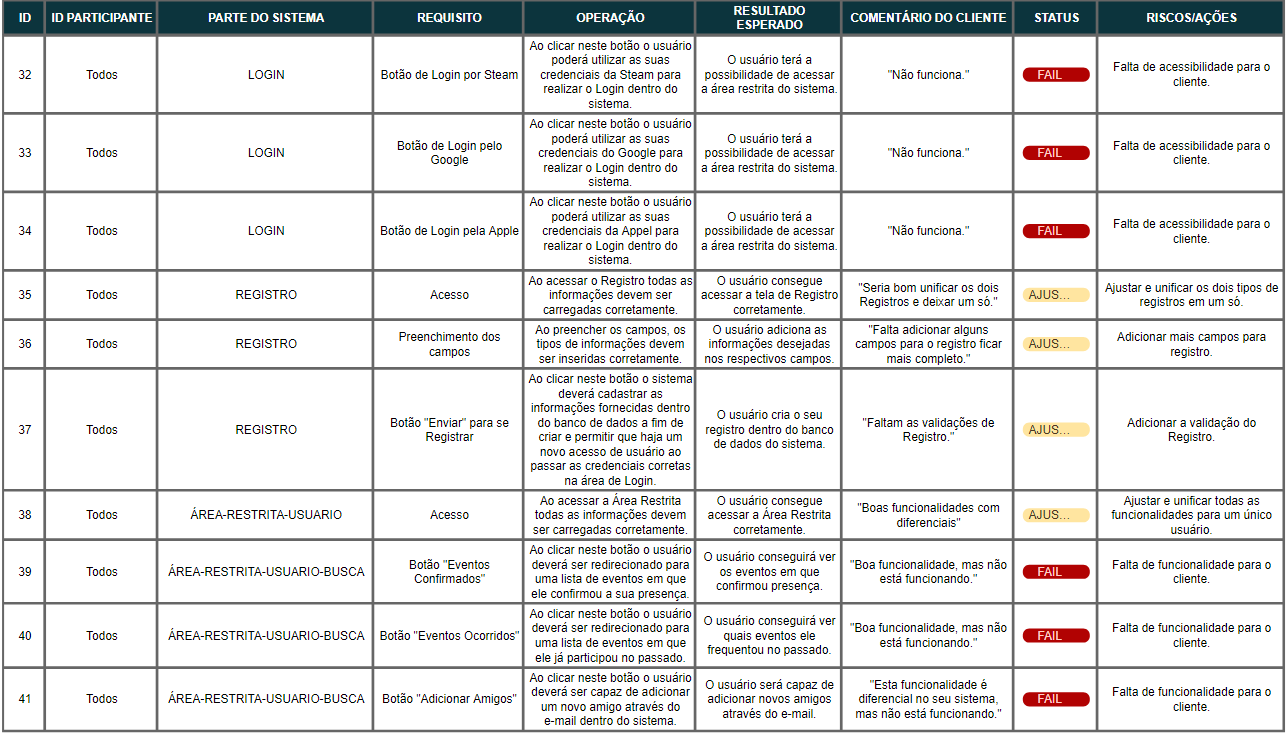 ID
ID PARTICIPANTE
PARTE DO SISTEMA
REQUISITO
OPERAÇÃO
RESULTADO
ESPERADO
COMENTÁRIO DO CLIENTE
STATUS
RISCOS/AÇÕES
32
Todos
LOGIN
Botão de Login por Steam
Ao clicar neste botão o usuário
poderá utilizar as suas
credenciais da Steam para
realizar o Login dentro do
sistema.
O usuário terá a
possibilidade de acessar
a área restrita do sistema.
"Não funciona."
FAIL
Falta de acessibilidade para o
cliente.
33
Todos
LOGIN
Botão de Login pelo
Google
Ao clicar neste botão o usuário
poderá utilizar as suas
credenciais do Google para
realizar o Login dentro do
sistema.
O usuário terá a
possibilidade de acessar
a área restrita do sistema.
"Não funciona."
FAIL
Falta de acessibilidade para o
cliente.
34
Todos
LOGIN
Botão de Login pela Apple
Ao clicar neste botão o usuário
poderá utilizar as suas
credenciais da Appel para
realizar o Login dentro do
sistema.
O usuário terá a
possibilidade de acessar
a área restrita do sistema.
"Não funciona."
FAIL
Falta de acessibilidade para o
cliente.
35
Todos
REGISTRO
Acesso
Ao acessar o Registro todas as
informações devem ser
carregadas corretamente.
O usuário consegue
acessar a tela de Registro
corretamente.
"Seria bom unificar os dois
Registros e deixar um só."
AJUS...
Ajustar e unificar os dois tipos de
registros em um só.
36
Todos
REGISTRO
Preenchimento dos
campos
Ao preencher os campos, os
tipos de informações devem
ser inseridas corretamente.
O usuário adiciona as
informações desejadas
nos respectivos campos.
"Falta adicionar alguns
campos para o registro ficar
mais completo."
AJUS...
Adicionar mais campos para
registro.
37
Todos
REGISTRO
Botão "Enviar" para se
Registrar
Ao clicar neste botão o sistema
deverá cadastrar as
informações fornecidas dentro
do banco de dados a fim de
criar e permitir que haja um
novo acesso de usuário ao
passar as credenciais corretas
na área de Login.
O usuário cria o seu
registro dentro do banco
de dados do sistema.
"Faltam as validações de
Registro."
AJUS...
Adicionar a validação do
Registro.
38
Todos
ÁREA-RESTRITA-USUARIO
Acesso
Ao acessar a Área Restrita
todas as informações devem
ser carregadas corretamente.
O usuário consegue
acessar a Área Restrita
corretamente.
"Boas funcionalidades com
diferenciais"
AJUS...
Ajustar e unificar todas as
funcionalidades para um único
usuário.
39
Todos
ÁREA-RESTRITA-USUARIO-BUSCA
Botão "Eventos
Confirmados"
Ao clicar neste botão o usuário
deverá ser redirecionado para
uma lista de eventos em que
ele confirmou a sua presença.
O usuário conseguirá ver
os eventos em que
confirmou presença.
"Boa funcionalidade, mas não
está funcionando."
FAIL
Falta de funcionalidade para o
cliente.
40
Todos
ÁREA-RESTRITA-USUARIO-BUSCA
Botão "Eventos Ocorridos"
Ao clicar neste botão o usuário
deverá ser redirecionado para
uma lista de eventos em que
ele já participou no passado.
O usuário conseguirá ver
quais eventos ele
frequentou no passado.
"Boa funcionalidade, mas não
está funcionando."
FAIL
Falta de funcionalidade para o
cliente.
41
Todos
ÁREA-RESTRITA-USUARIO-BUSCA
Botão "Adicionar Amigos"
Ao clicar neste botão o usuário
deverá ser capaz de adicionar
um novo amigo através do
e-mail dentro do sistema.
O usuário será capaz de
adicionar novos amigos
através do e-mail.
"Esta funcionalidade é
diferencial no seu sistema,
mas não está funcionando."
FAIL
Falta de funcionalidade para o
cliente.